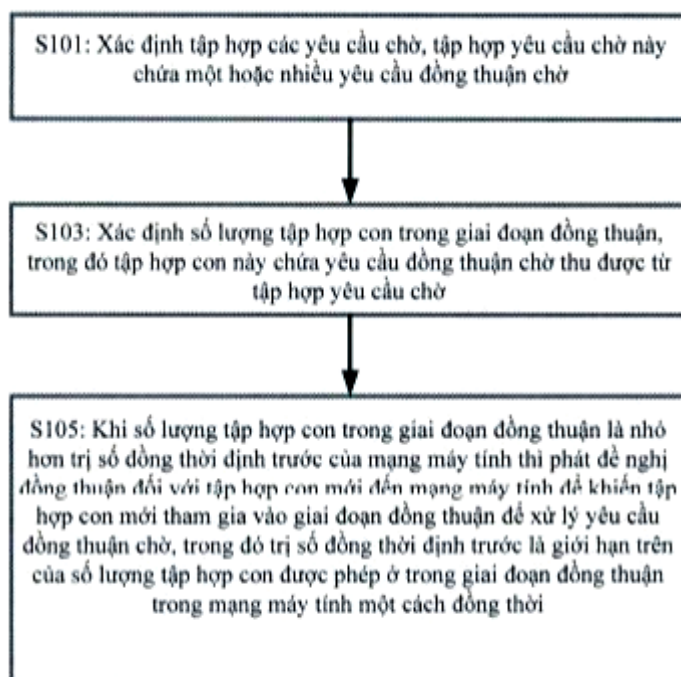 S101: Xác định tập hợp các yêu cầu chờ, tập hợp yêu cầu chờ này
chứa một hoặc nhiều yêu cầu đồng thuận chờ
S103: Xác định số lượng tập hợp con trong giai đoạn đồng thuận,
trong đó tập hợp con này chứa yêu cầu đồng thuận chờ thu được từ
tập hợp yêu cầu chờ
S105: Khi số lượng tập hợp con trong giai đoạn đồng thuận là nhỏ
hơn trị số đồng thời định trước của mạng máy tính thì phát đề nghị
đồng thuận đối với tập hợp con mới đến mạng máy tính để khiến tập
hợp con mới tham gia vào giai đoạn đồng thuận để xử lý yêu cầu
đồng thuận chờ, trong đó trị số đồng thời định trước là giới hạn trên
của số lượng tập hợp con được phép ở trong giai đoạn đồng thuận
trong mạng máy tính một cách đồng thời